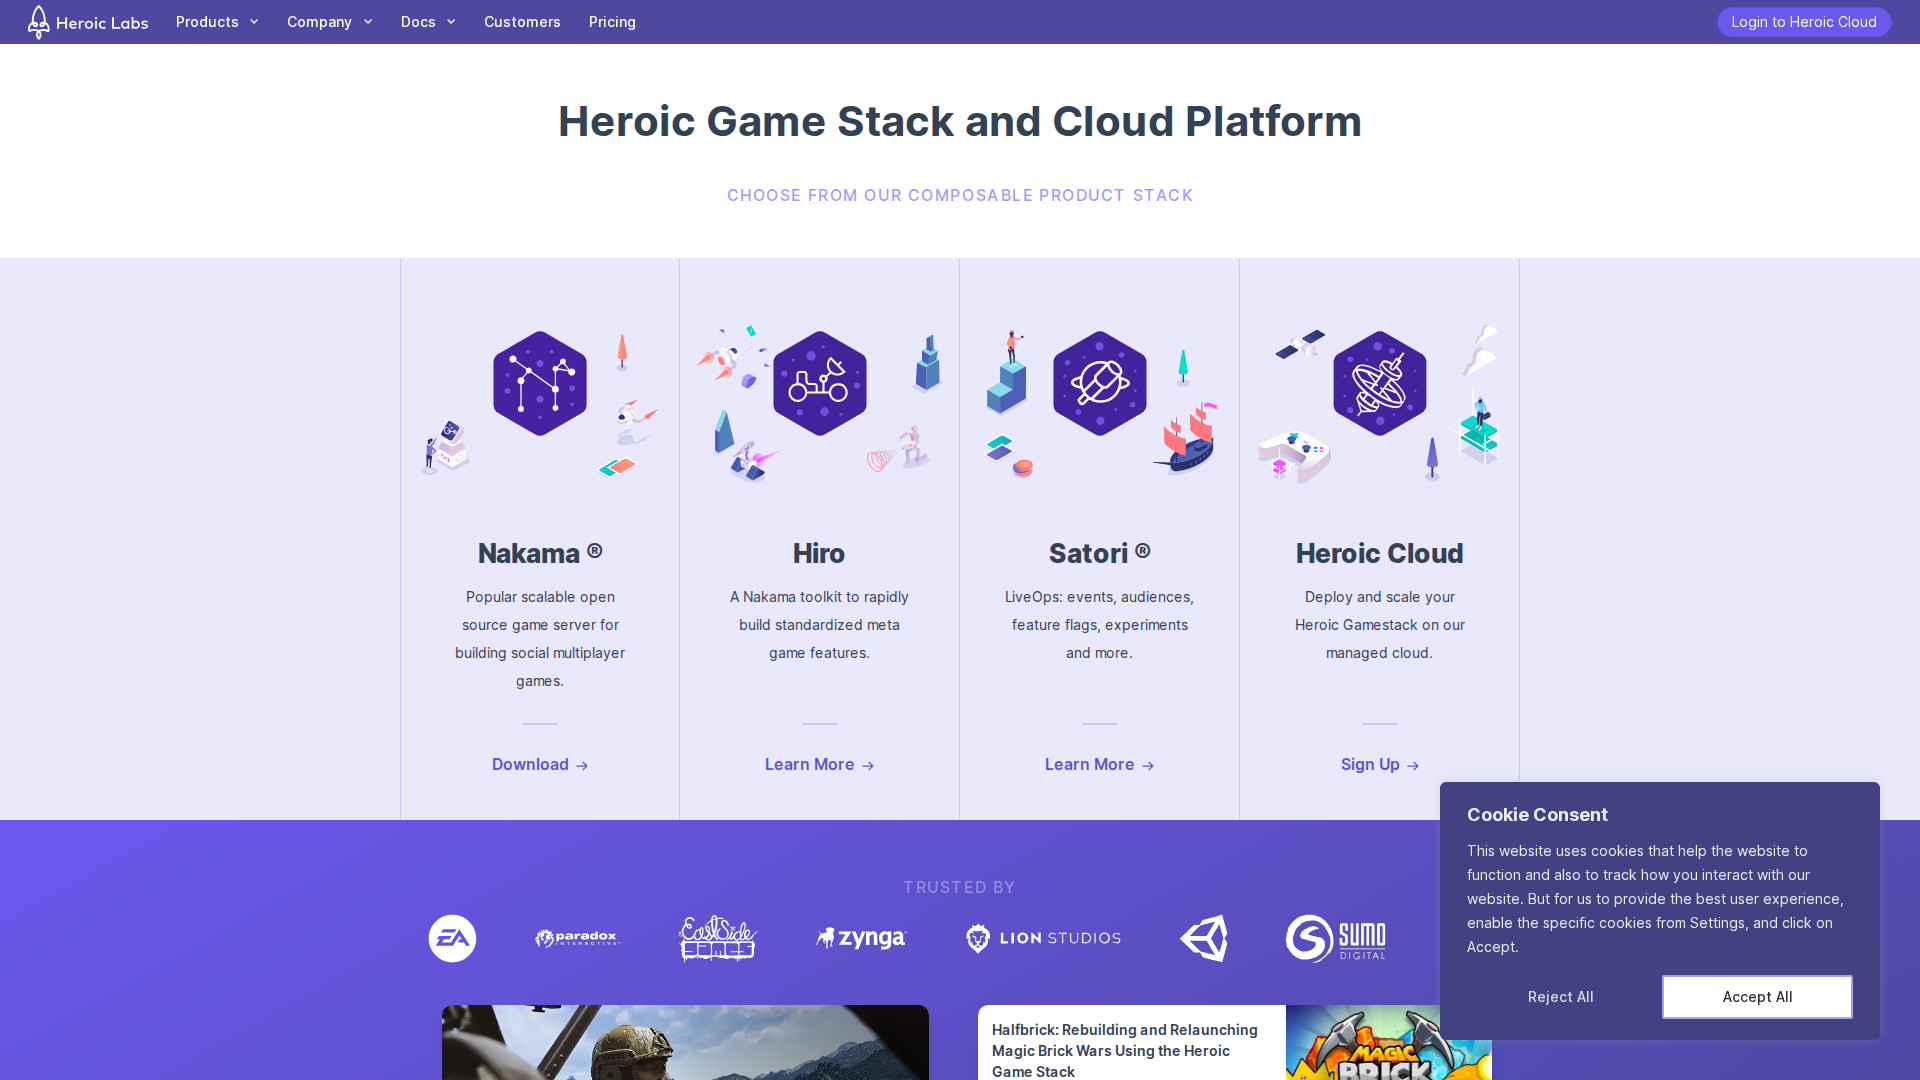 Heroic Labs
Products
Company
Docs
Customers
Pricing
Login to Heroic Cloud
Heroic Game Stack and Cloud Platform
CHOOSE FROM OUR COMPOSABLE PRODUCT STACK
Nakama ®
Popular scalable open
source game server for
building social multiplayer
games.
Download →
Hiro
A Nakama toolkit to rapidly
build standardized meta
game features.
Learn More →
Satori ®
LiveOps: events, audiences,
feature flags, experiments
and more.
Learn More →
Heroic Cloud
Deploy and scale your
Heroic Gamestack on our
managed cloud.
Sign Up →
TRUSTED BY
EA
paradox
INTERACTIVE
EastSide
GAMES
zynga
LION STUDIOS
SUMO
DIGITAL
Halfbrick: Rebuilding and Relaunching
Magic Brick Wars Using the Heroic
Game Stack
MAGIC
BRICK
Cookie Consent
This website uses cookies that help the website to
function and also to track how you interact with our
website. But for us to provide the best user experience,
enable the specific cookies from Settings, and click on
Accept.
Reject All
Accept All